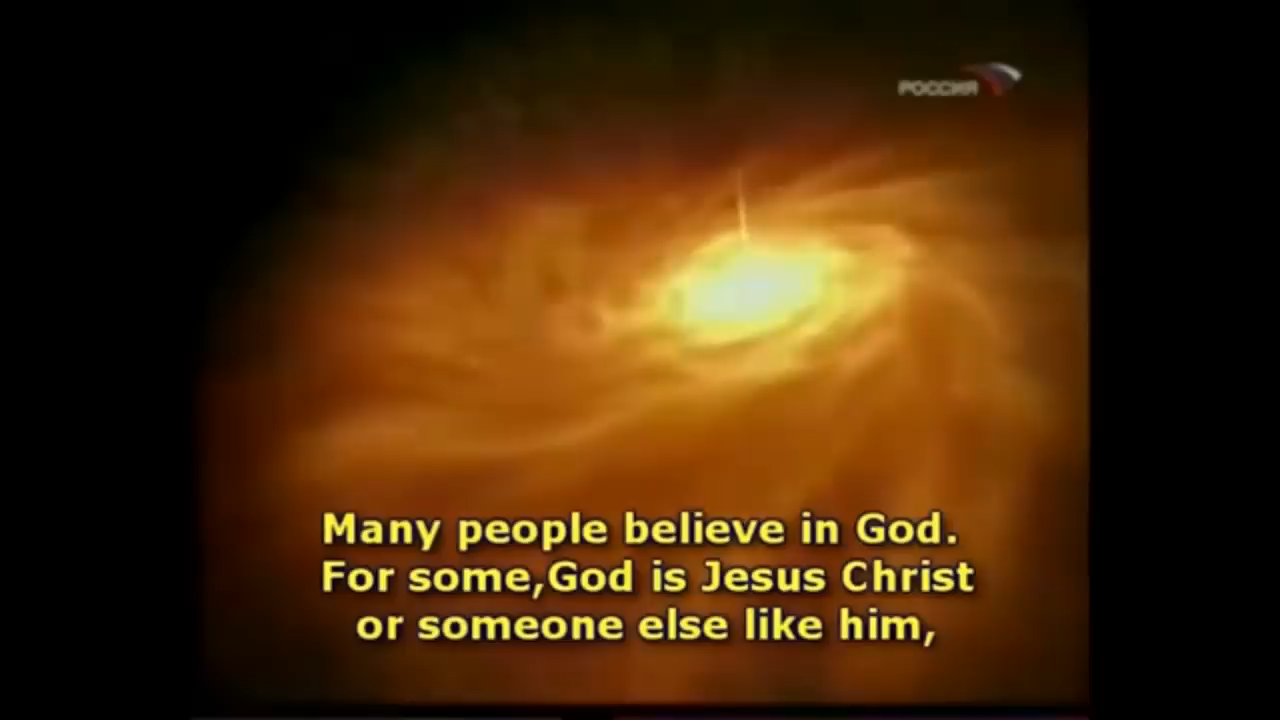 РОССИЯ
Many people believe in God.
For some,God is Jesus Christ
or someone else like him,